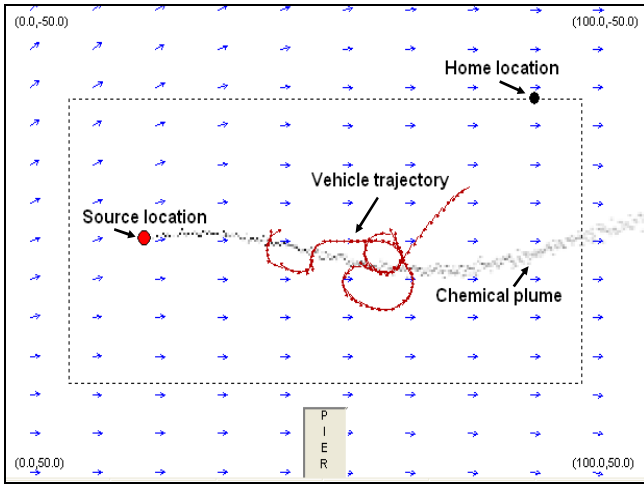 (0.0,-50.0)
(100.0,-50.0)
Home location
Vehicle trajectory
Source location
Chemical plume
P
I
E
R
(0.0,50.0)
(100.0,50.0)